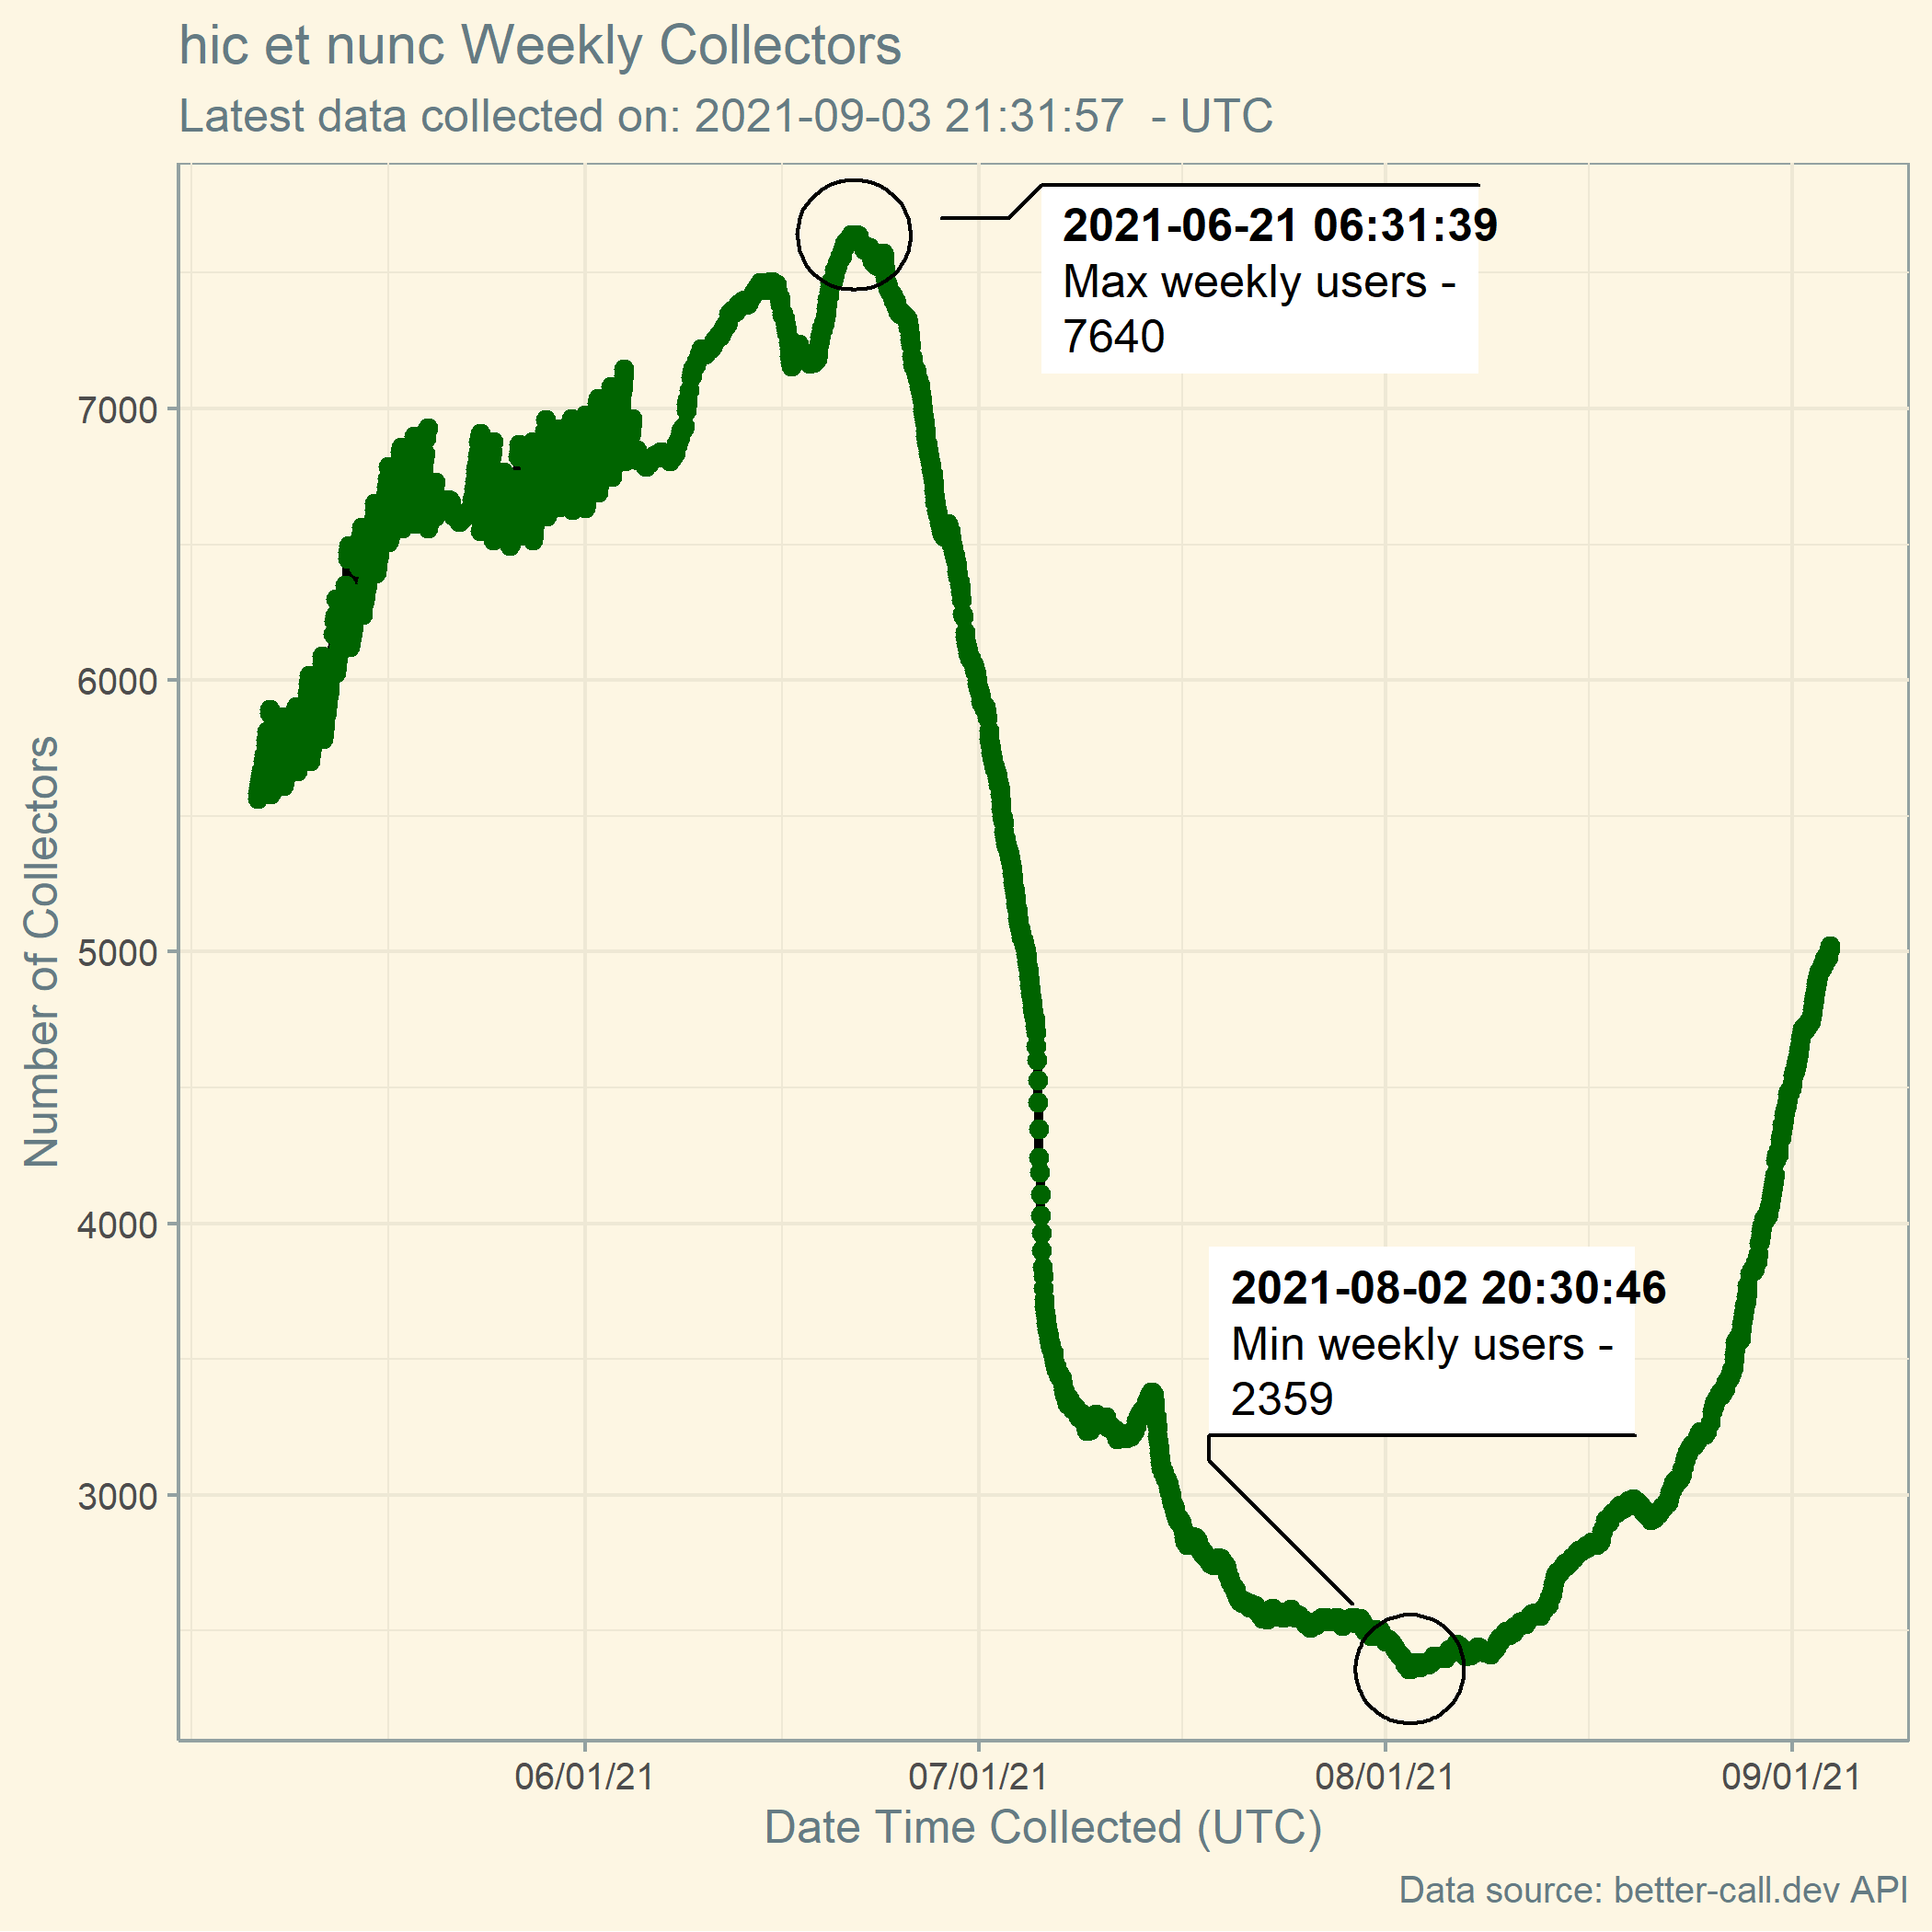 hic et nunc Weekly Collectors
Latest data collected on: 2021-09-03 21:31:57  - UTC
2021-06-21 06:31:39
Max weekly users -
7640
7000
6000
5000
4000
3000
Number of Collectors
2021-08-02 20:30:46
Min weekly users -
2359
06/01/21 07/01/21 08/01/21 09/01/21
Date Time Collected (UTC)
Data source: better-call.dev API